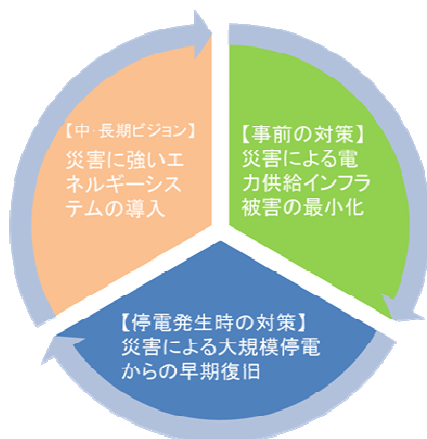 【中・長期ビジョン】
災害に強いエ
ネルギーシス
テムの導入
【事前の対策】
災害による電
力供給インフラ
被害の最小化
【停電発生時の対策】
災害による大規模停電
からの早期復旧